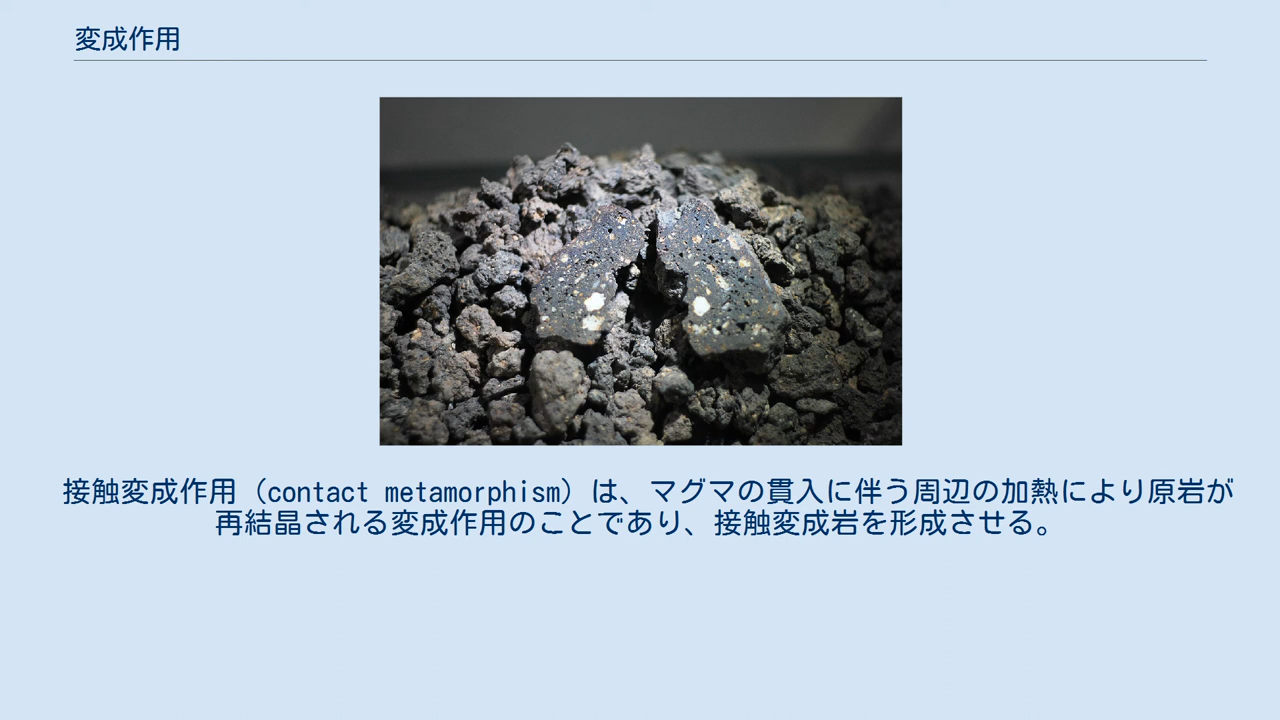 変成作用
接触変成作用（contact metamorphism）は、マグマの貫入に伴う周辺の加熱により原岩が
再結晶される変成作用のことであり、接触変成岩を形成させる。